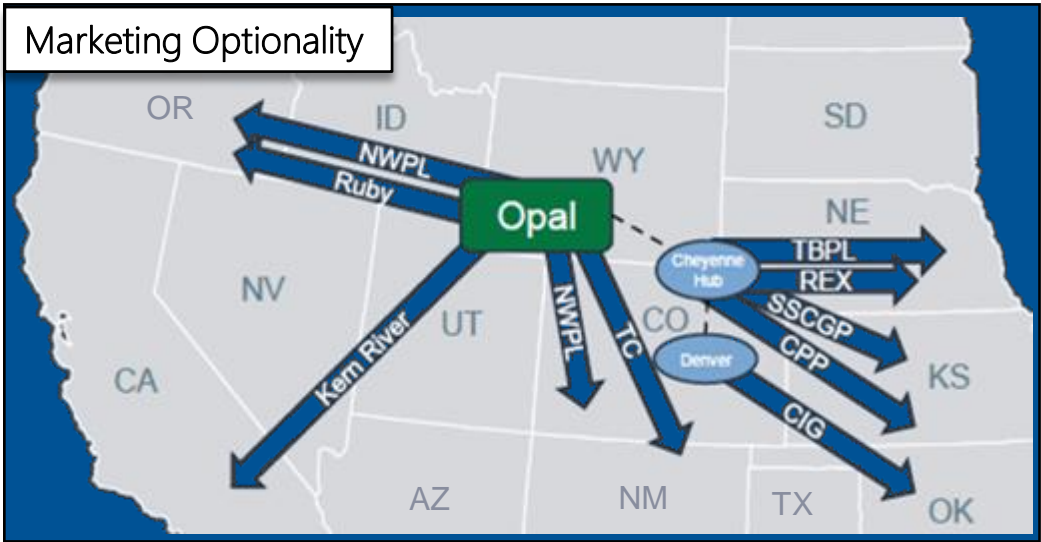 Marketing Optionality
OR
ID
WY
SD
NWPL
Ruby
Opal
NE
Cheyenne
Hub
TBPL
REX
NV
UT
NWPL
TC
CO
SSCGP
CPP
Denver
Kern River
CA
KS
CIG
AZ
NM
TX
OK